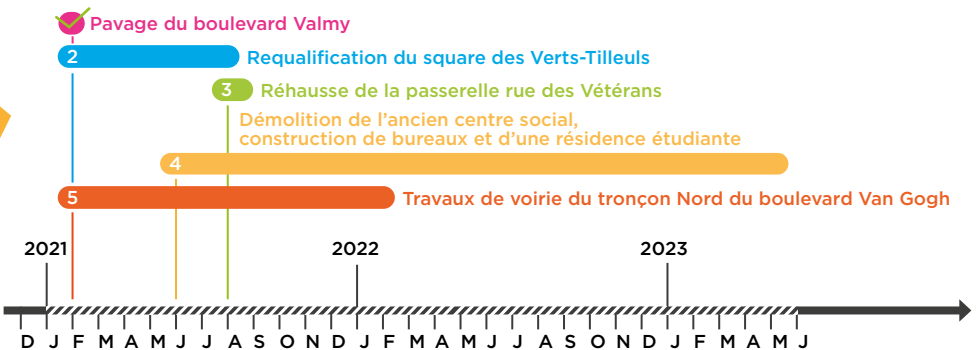 Pavage du boulevard Valmy
2 Requalification du square des Verts-Tilleuls
3 Réhausse de la passerelle rue des Vétérans
Démolition de l'ancien centre social,
construction de bureaux et d'une résidence étudiante
4
5 Travaux de voirie du tronçon Nord du boulevard Van Gogh
2021 2022 2023
D J F M A M J J A S O N D J F M A M J J A S O N D J F M A M J